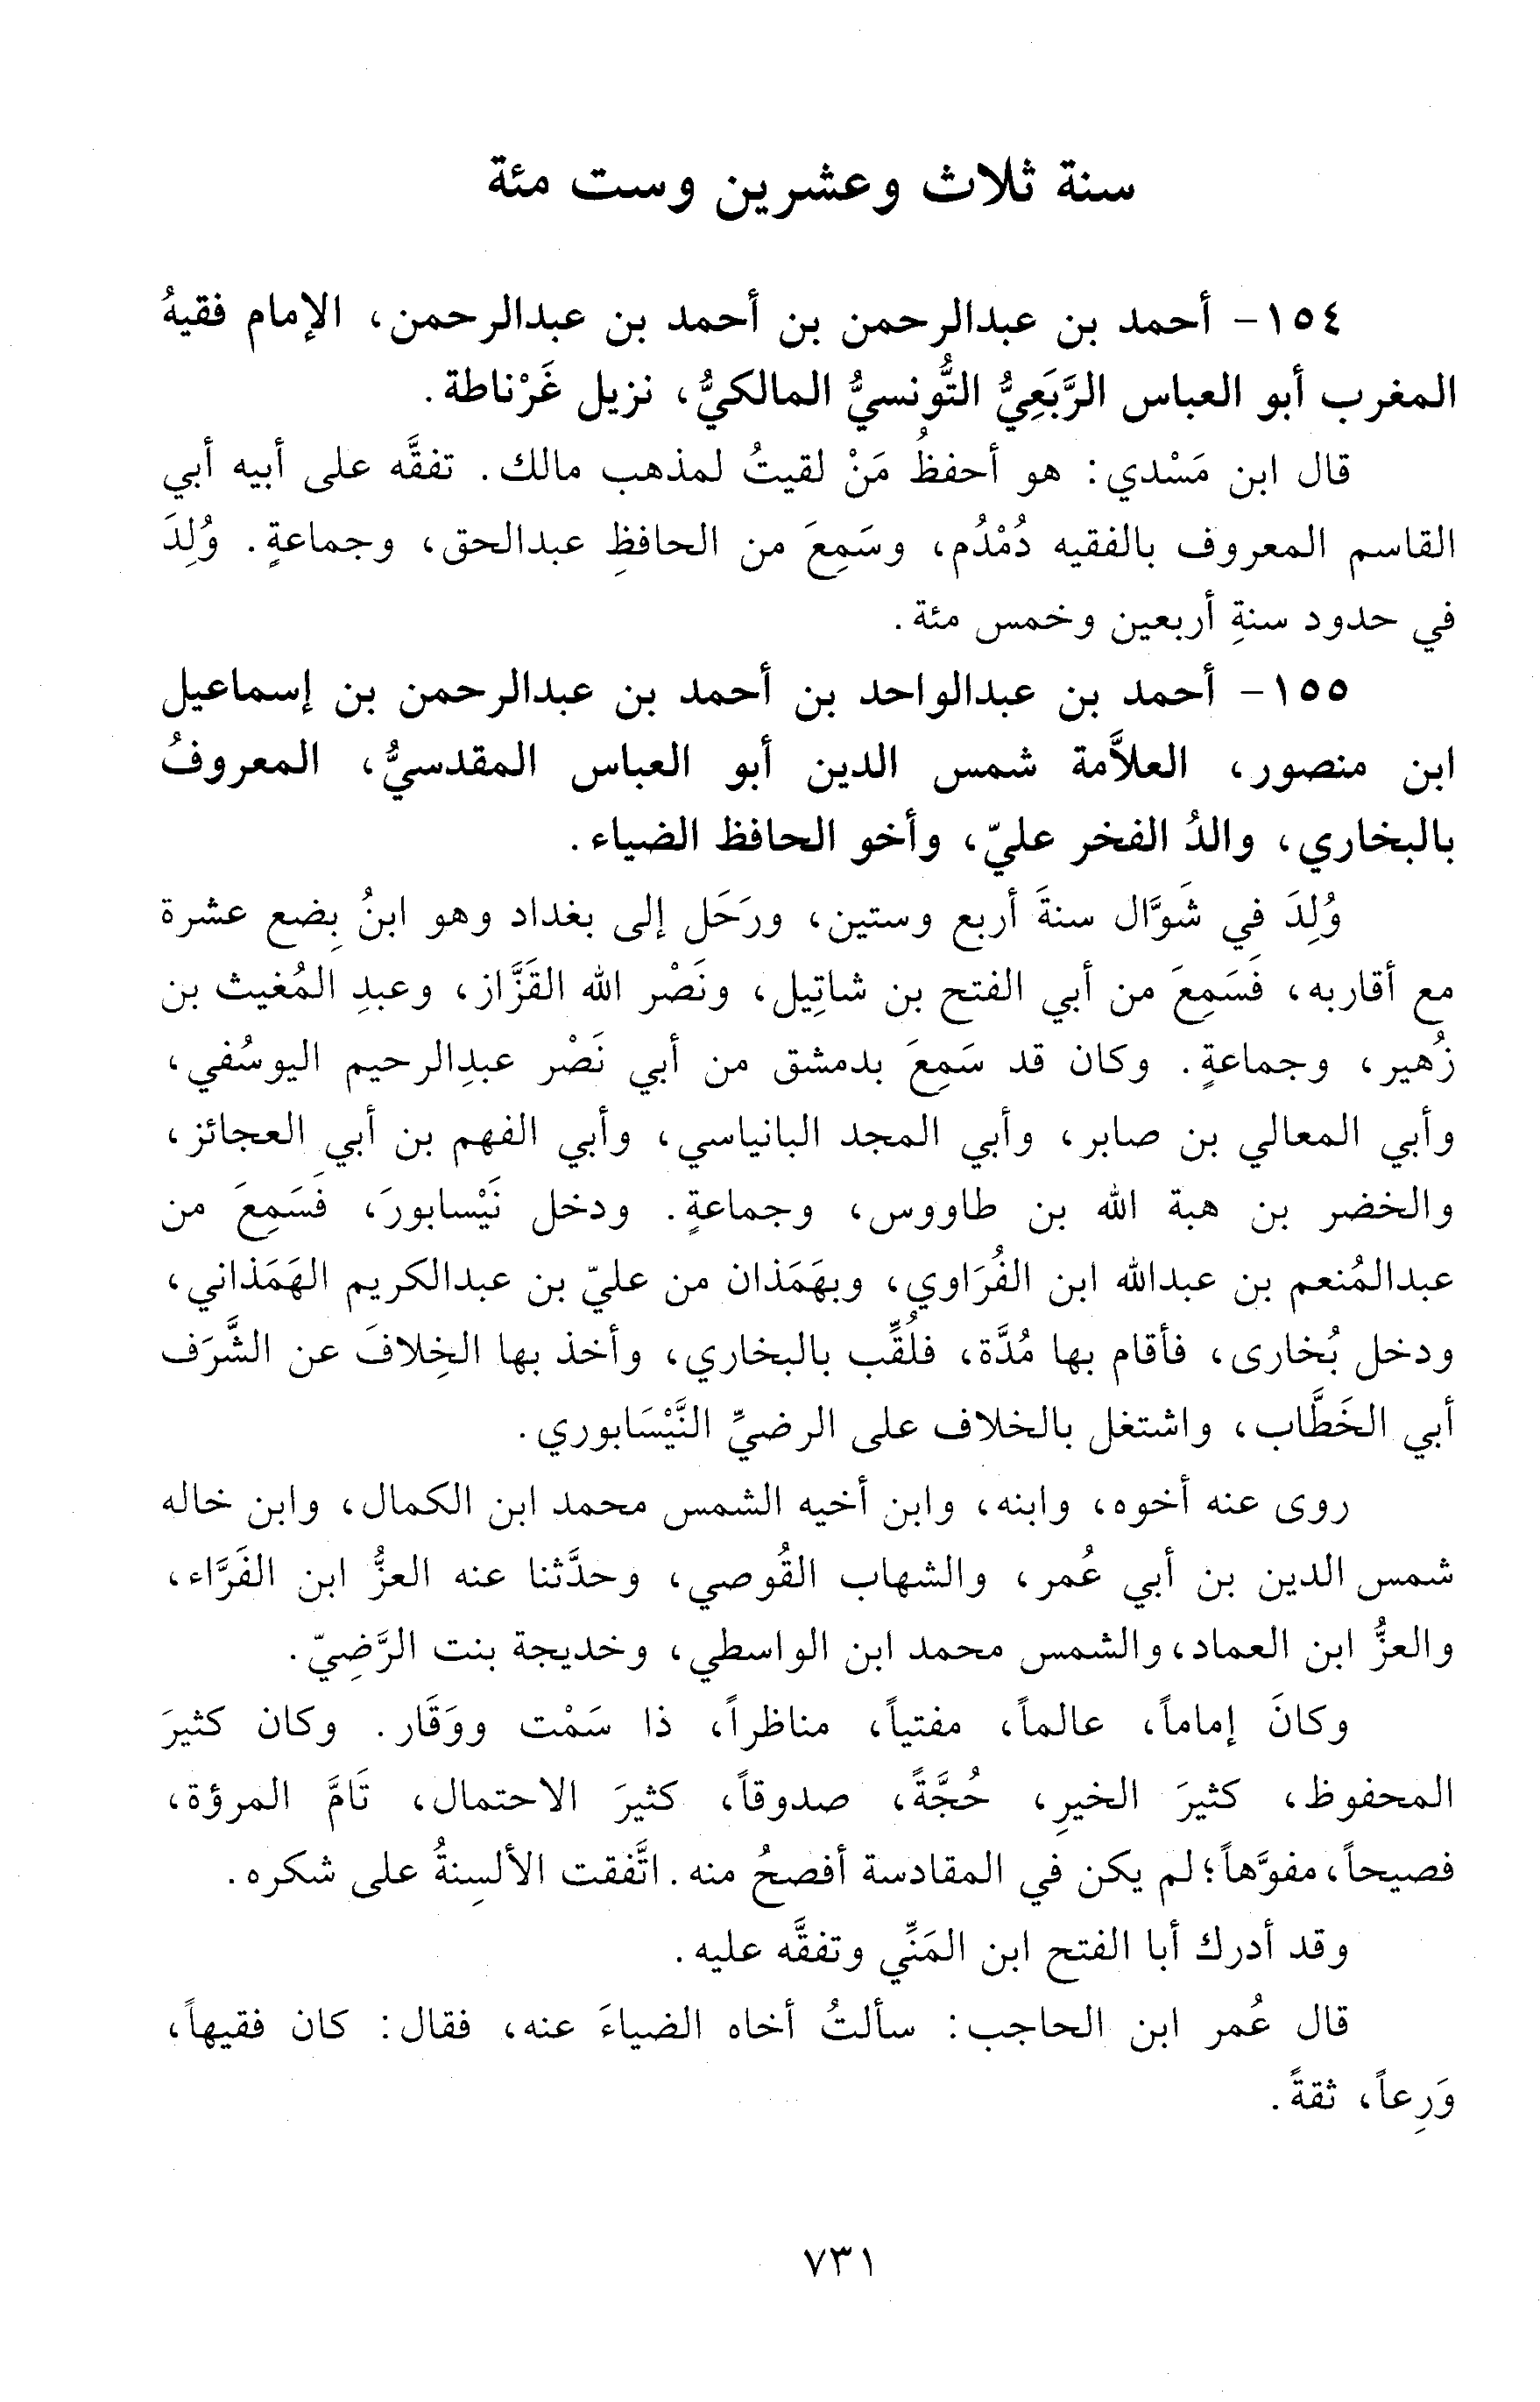 سنة ثلاث وعشرين وست مئة
١٥٤- أحمد بن عبدالرحمن بن أحمد بن عبدالرحمن، الإمام فقيهُ
المغرب أبو العباس الرَّبَعِيُّ التُّونسيُّ المالكيُّ، نزيل غَرْناطة.
قال ابن مَسْدي: هو أحفظُ مَنْ لقيتُ لمذهب مالك. تفقَّه على أبيه أبي
القاسم المعروف بالفقيه دُمْدُم، وسَمِعَ من الحافظِ عبدالحق، وجماعةٍ. وُلِدَ
في حدود سنةِ أربعين وخمس مئة.
١٥٥- أحمد بن عبدالواحد بن أحمد بن عبدالرحمن بن إسماعيل
ابن منصور، العلاَّمة شمس الدين أبو العباس المقدسيُّ، المعروفُ
بالبخاري، والدُ الفخر عليّ، وأخو الحافظ الضياء.
وُلِدَ في شَوَّال سنةَ أربع وستين، ورَحَل إلى بغداد وهو ابنُ بِضع عشرة
مع أقاربه، فَسَمِعَ من أبي الفتح بن شاتِيل، ونَصْر الله القَزَّاز، وعبدِ المُغيث بن
زُهير، وجماعةٍ. وكان قد سَمِعَ بدمشق من أبي نَصْر عبدِالرحيم اليوسُفي،
وأبي المعالي بن صابر، وأبي المجد البانياسي، وأبي الفهم بن أبي العجائز،
والخضر بن هبة الله بن طاووس، وجماعةٍ. ودخل نَيْسابورَ، فَسَمِعَ من
عبدالمُنعم بن عبدالله ابن الفُرَاوي، وبهَمَذان من عليّ بن عبدالكريم الهَمَذاني،
ودخل بُخارى، فأقام بها مُدَّة، فلُقِّب بالبخاري، وأخذ بها الخِلافَ عن الشَّرَف
أبي الخَطَّاب، واشتغل بالخلاف على الرضيِّ النَّيْسَابوري.
روى عنه أخوه، وابنه، وابن أخيه الشمس محمد ابن الكمال، وابن خاله
شمس الدين بن أبي عُمر، والشهاب القُوصي، وحدَّثنا عنه العزُّ ابن الفَرَّاء،
والعزُّ ابن العماد، والشمس محمد ابن الواسطي، وخديجة بنت الرَّضِيّ.
وكانَ إماماً، عالماً، مفتياً، مناظراً، ذا سَمْت ووَقَار. وكان كثيرَ
المحفوظ، كثيرَ الخيرِ، حُجَّةً، صدوقاً، كثيرَ الاحتمال، تَامَّ المروؤة،
فصيحاً، مفوَّهاً؛ لم يكن في المقادسة أفصحُ منه. اتَّفقت الألسِنةُ على شكره.
وقد أدرك أبا الفتح ابن المَنِّي وتفقَّه عليه.
قال عُمر ابن الحاجب: سألتُ أخاه الضياءَ عنه، فقال: كان فقيهاً،
وَرِعاً، ثقةً.
٧٣١